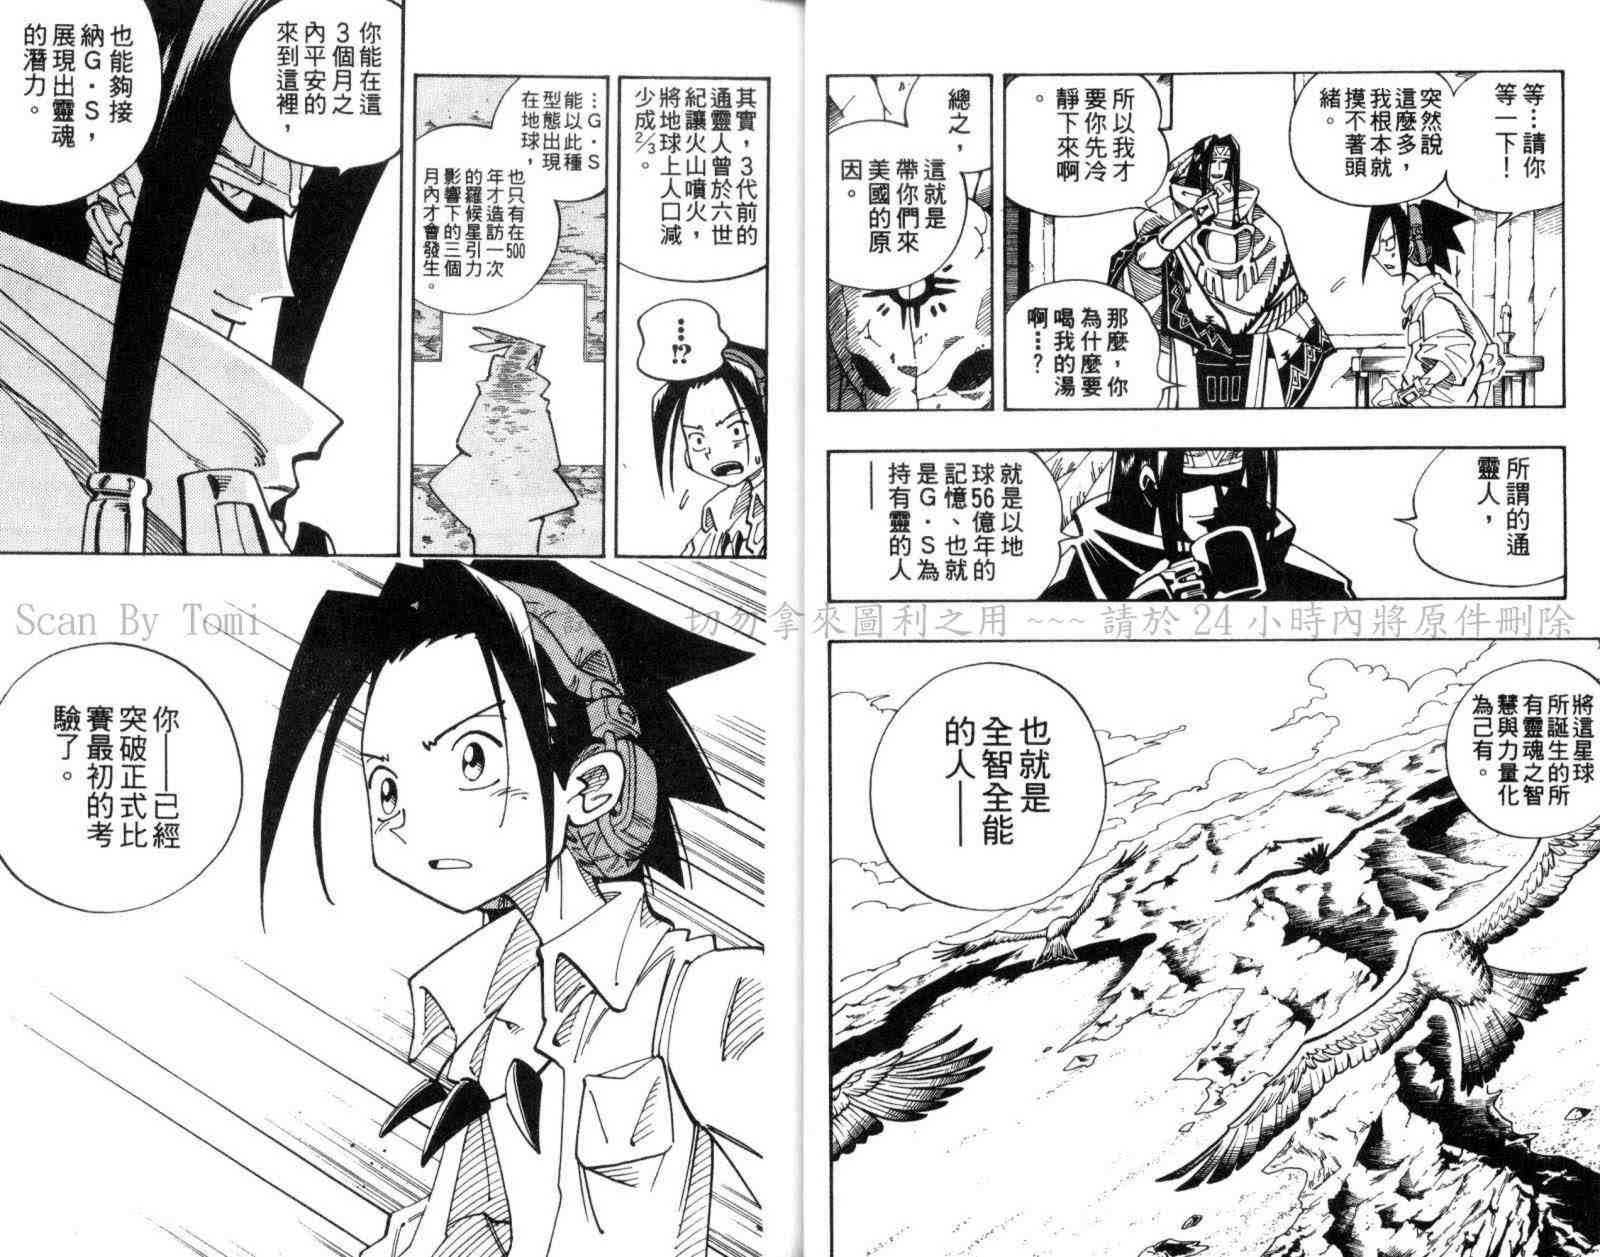 等…請你
等一下！
突然說
這麼多，
我根本就
摸不著頭
緒。
所以我才
要你先冷
靜下來啊
。
那麼，你
為什麼要
喝我的湯
啊…？
總之，
這就是
帶你們來
美國的原
因。
所謂的通
靈人，
就是以地
球56億年的
記憶、也就
是G·S為
持有靈的人
——
將這星球
所誕生的所
有靈魂之智
慧與力量化
為己有。
也就是
全智全能
的人——
其實，3代前的
通靈人曾於六世
紀讓火山噴火，
將地球上人口減
少成2/3。
…!?
…G·S
能以此種
型態出現
在地球，
也只有在500
年才造訪一次
的羅候星引力
影響下的三個
月內才會發生
。
你能在這
3個月之
內平安的
來到這裡，
也能夠接
納G·S，
展現出靈魂
的潛力。
你——已經
突破正式比
賽最初的考
驗了。
Scan By Tomi
切勿拿來圖利之用 ~~~ 請於 24 小時內將原件刪除